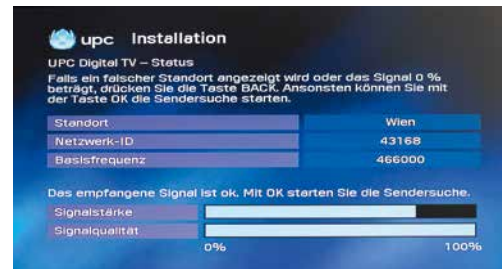 upc Installation
UPC Digital TV – Status
Falls ein falscher Standort angezeigt wird oder das Signal 0 %
beträgt, drücken Sie die Taste BACK. Ansonsten können Sie mit
der Taste OK die Sendersuche starten.
Standort Wien
Netzwerk-ID 43168
Basisfrequenz 466000
Das empfangene Signal ist ok. Mit OK starten Sie die Sendersuche.
Signalstärke
Signalqualität
0% 100%